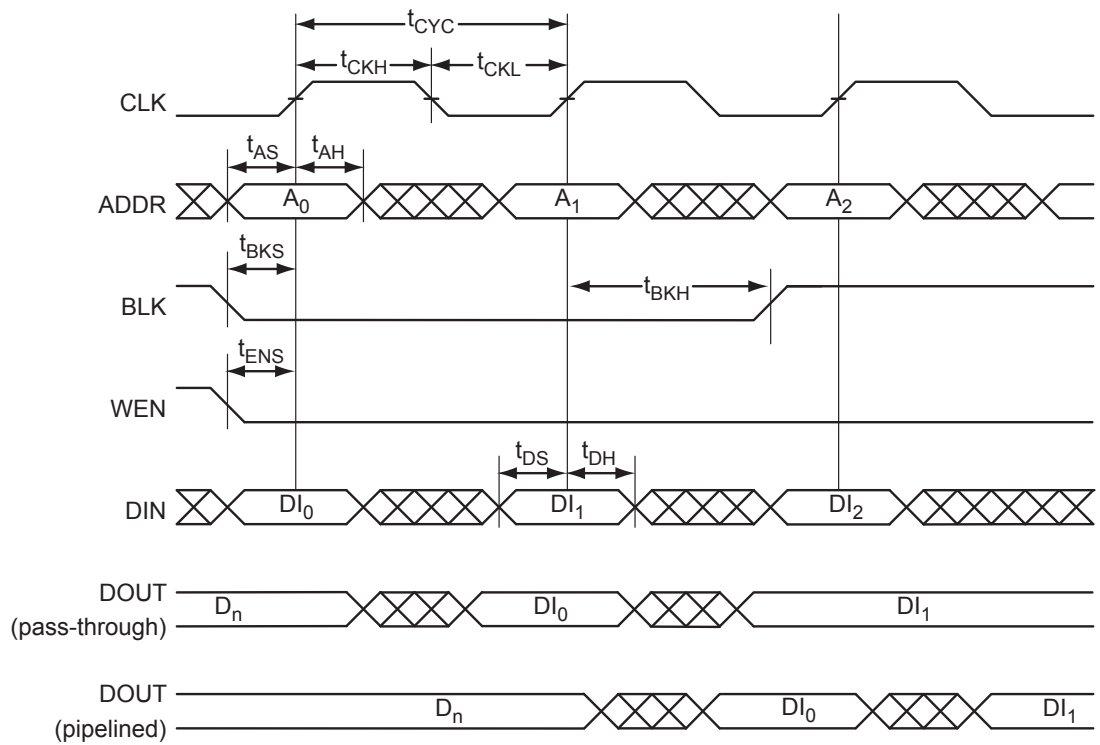 tCYC
tCKH tCKL
CLK
tAS tAH
ADDR A0 A1 A2
tBKS
tBKH
BLK
tENS
WEN
tDS tDH
DIN DI0 DI1 DI2
DOUT
(pass-through) Dn DI0 DI1
DOUT
(pipelined) Dn DI0 DI1